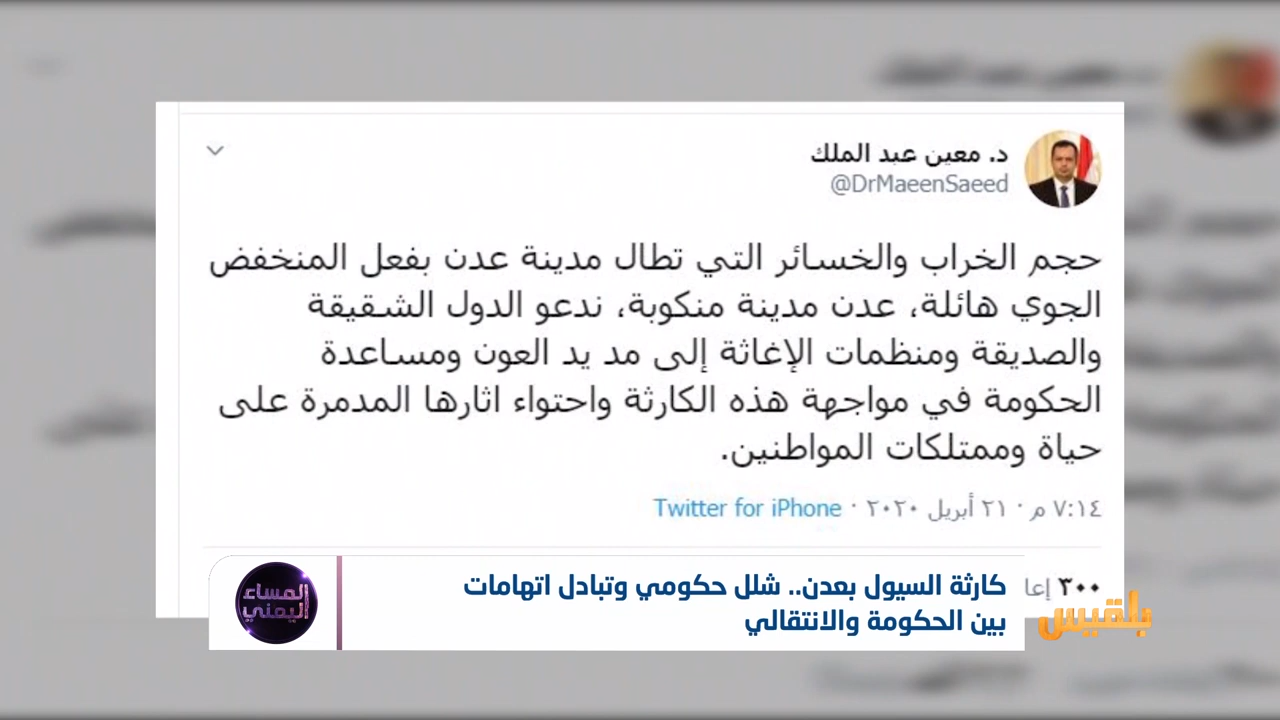 د. معين عبد الملك
@DrMaeenSaeed
حجم الخراب والخسائر التي تطال مدينة عدن بفعل المنخفض
الجوي هائلة، عدن مدينة منكوبة، ندعو الدول الشقيقة
والصديقة ومنظمات الإغاثة إلى مد يد العون ومساعدة
الحكومة في مواجهة هذه الكارثة واحتواء اثارها المدمرة على
حياة وممتلكات المواطنين.
٧:١٤ م · ٢١ أبريل ٢٠٢٠ · Twitter for iPhone
٣٠٠ إعا
كارثة السيول بعدن.. شلل حكومي وتبادل اتهامات
بين الحكومة والانتقالي
المساء
اليمني
بلقيس